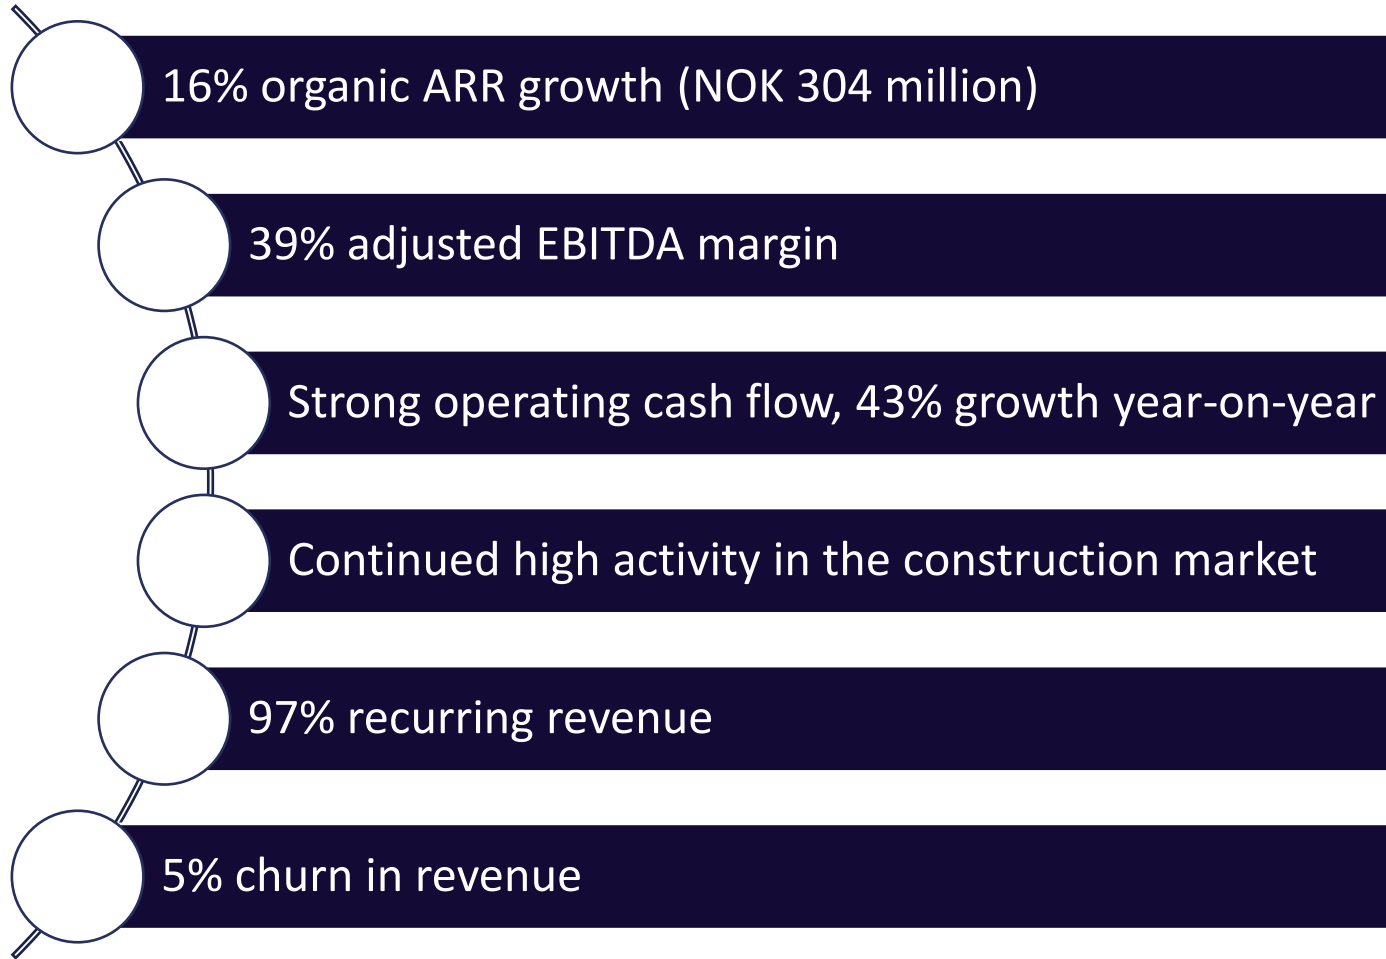 16% organic ARR growth (NOK 304 million)
39% adjusted EBITDA margin
Strong operating cash flow, 43% growth year-on-year
Continued high activity in the construction market
97% recurring revenue
5% churn in revenue